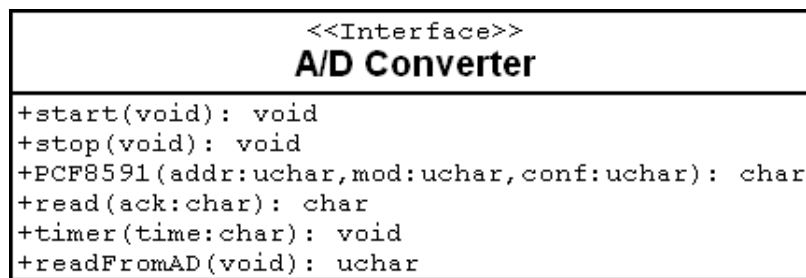 <<Interface>>
A/D Converter
+start(void): void
+stop(void): void
+PCF8591(addr:uchar,mod:uchar,conf:uchar): char
+read(ack:char): char
+timer(time:char): void
+readFromAD(void): uchar